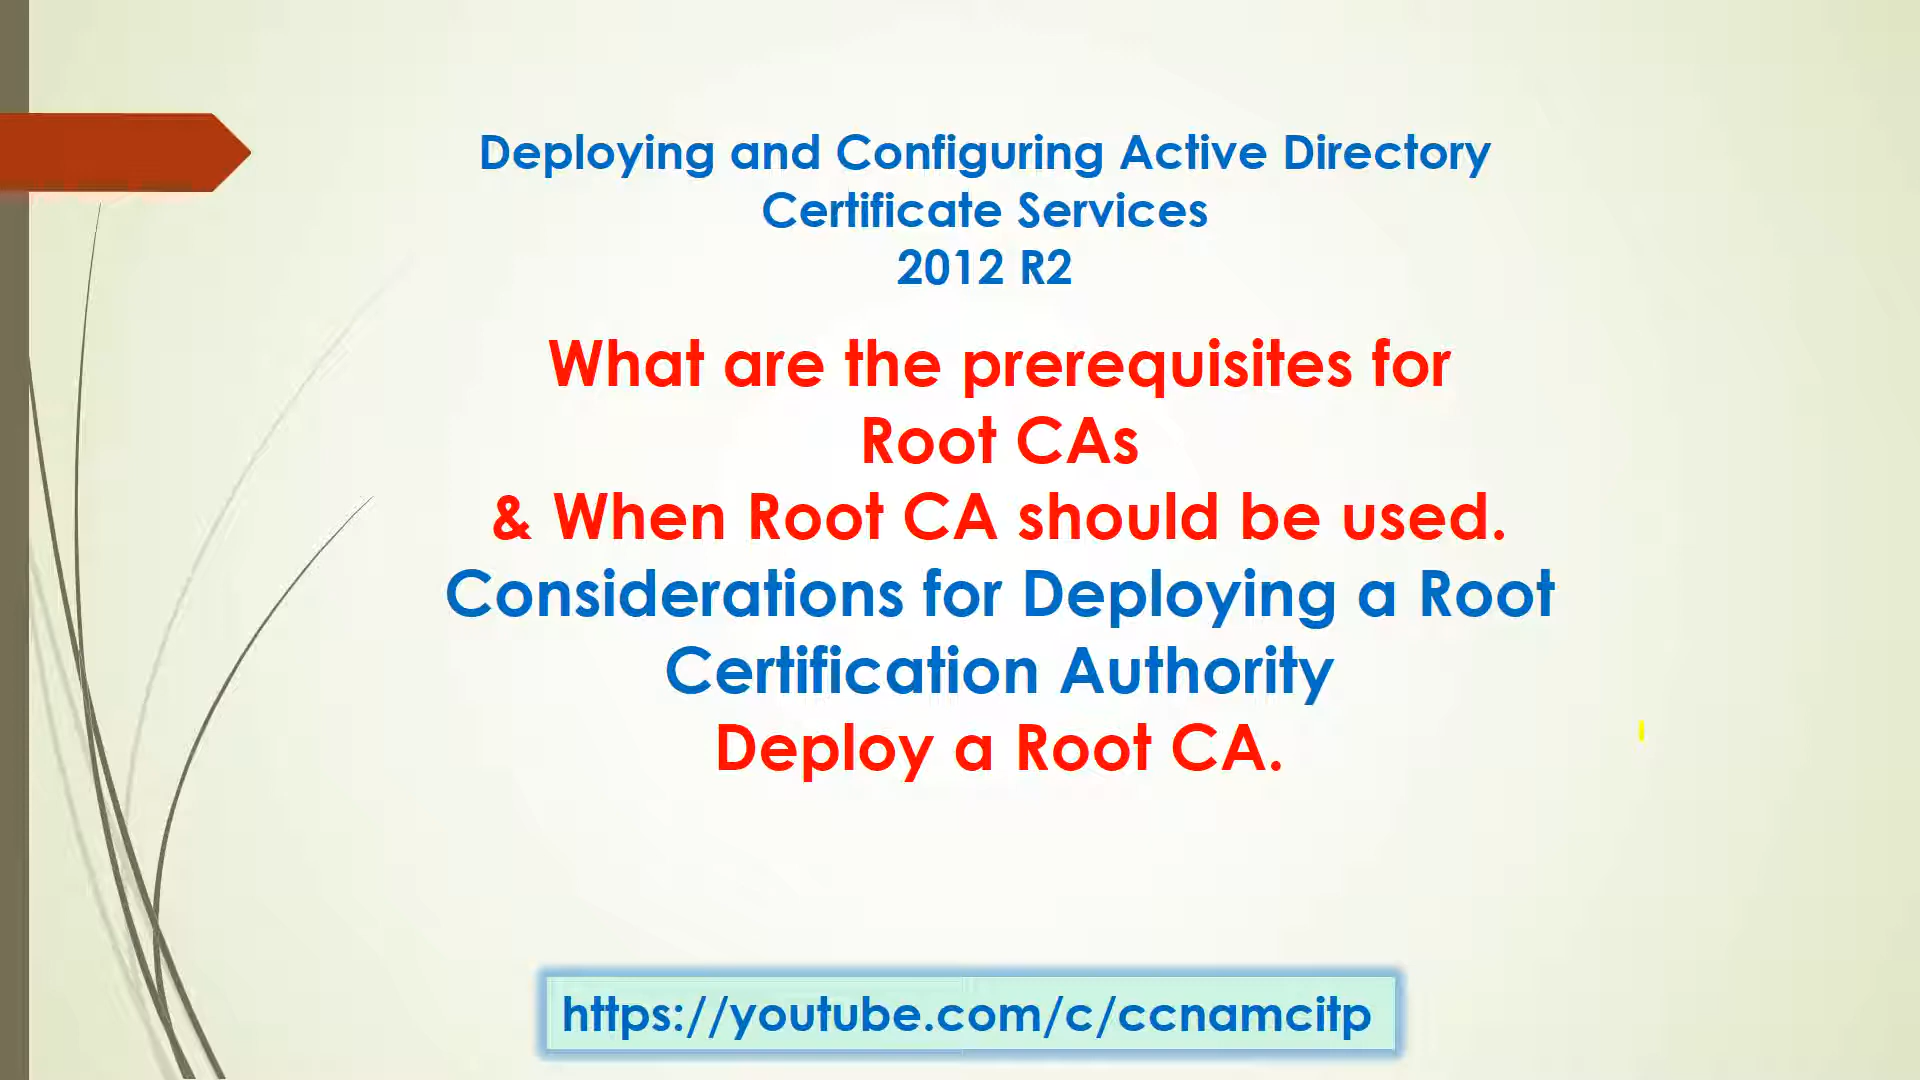 Deploying and Configuring Active Directory
Certificate Services
2012 R2
What are the prerequisites for
Root CAs
& When Root CA should be used.
Considerations for Deploying a Root
Certification Authority
Deploy a Root CA.
https://youtube.com/c/ccnamcitp